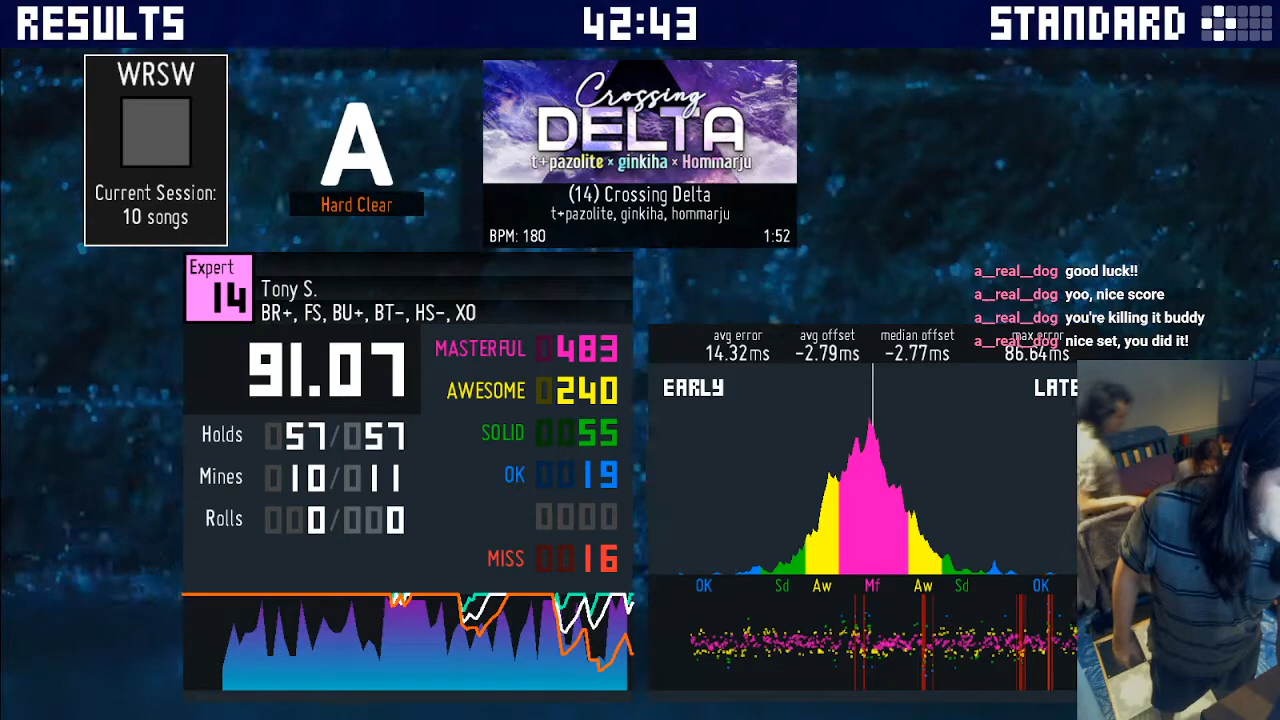 RESULTS
42:43
STANDARD
WRSW
Current Session:
10 songs
A
Hard Clear
Crossing
DELTA
t+pazolite × ginkiha × Hommarju
(14) Crossing Delta
t+pazolite, ginkiha, hommarju
BPM: 180
1:52
Expert
14
Tony S.
BR+, FS, BU+, BT-, HS-, XO
91.07
MASTERFUL 0483
AWESOME 0240
SOLID 0055
OK 0019
0000
MISS 0016
Holds 057/057
Mines 010/011
Rolls 000/000
a__real__dog good luck!!
a__real__dog yoo, nice score
a__real__dog you're killing it buddy
a__real__dog nice set, you did it!
avg error
14.32ms
avg offset
-2.79ms
median offset
-2.77ms
max error
86.64ms
EARLY
LATE
OK Sd Aw Mf Aw Sd OK